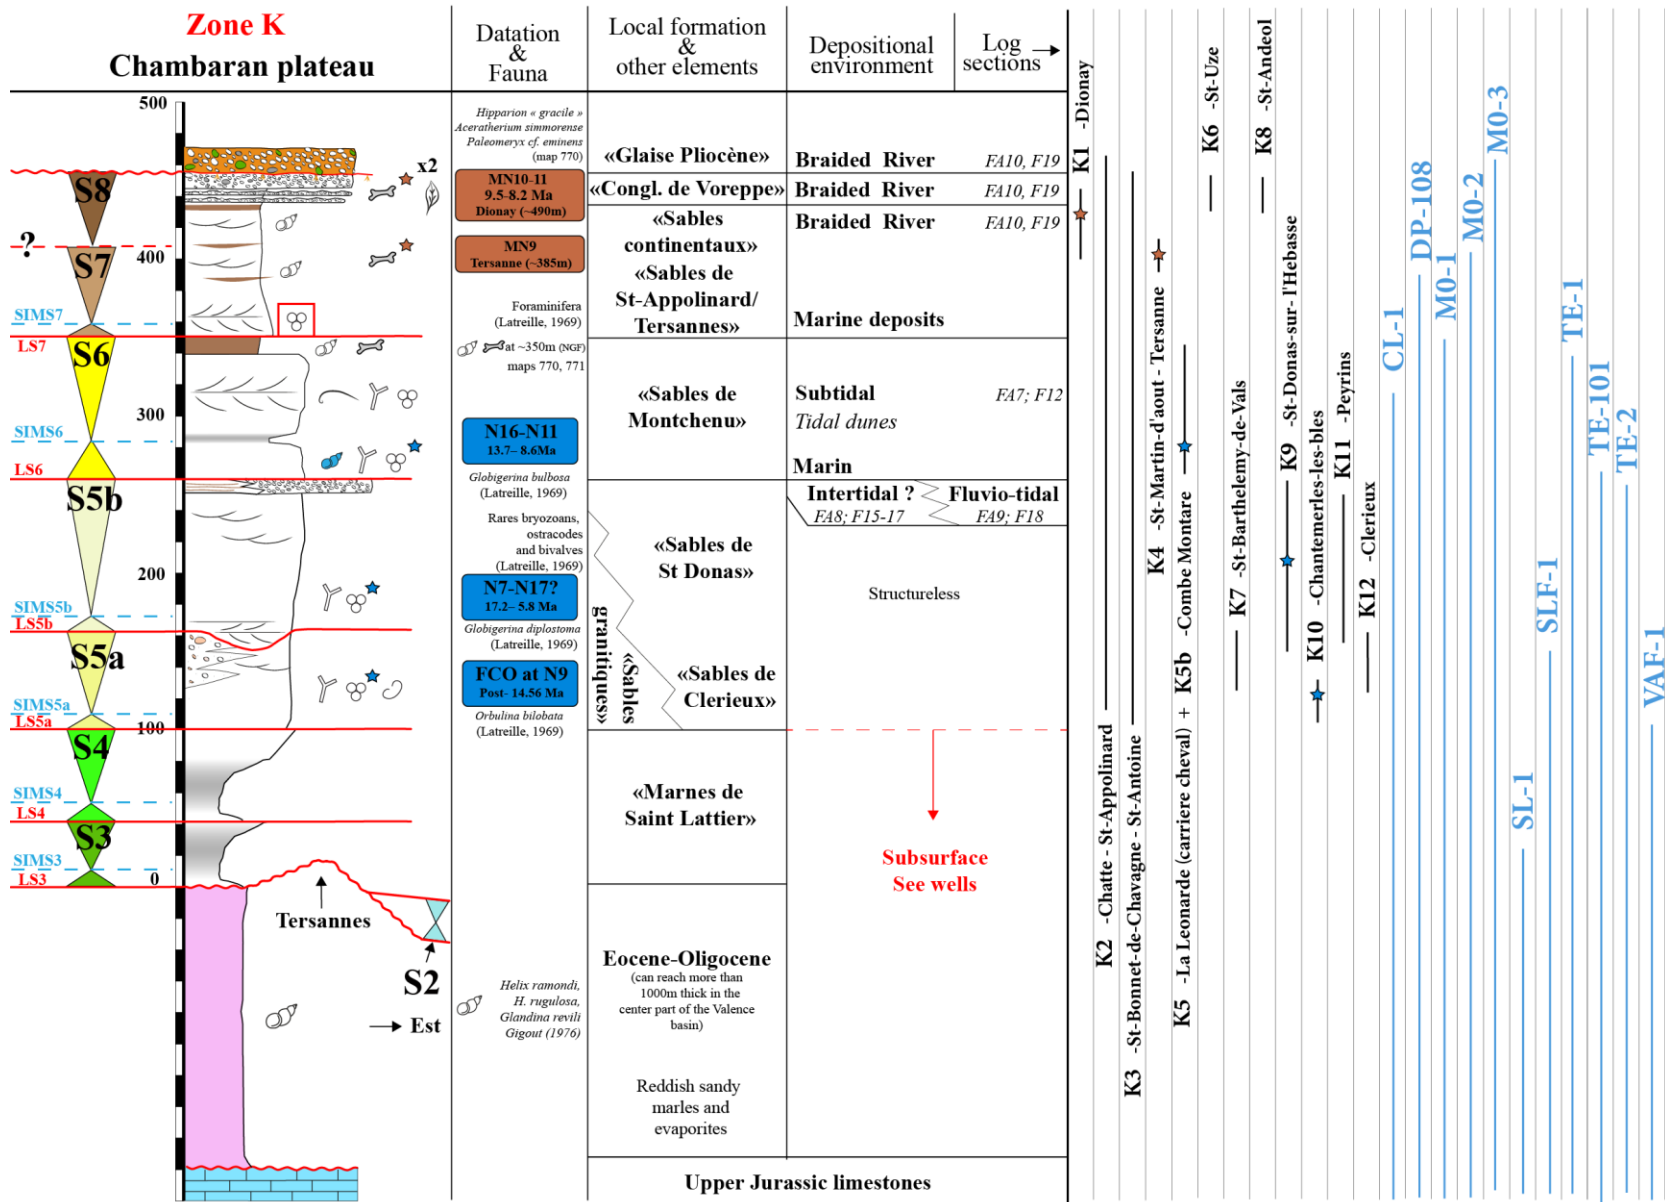 Zone K
Chambaran plateau
Datation
&
Fauna
Local formation
&
other elements
Depositional
environment
Log
sections
500
400
300
200
100
0
S8
?
S7
SIMS7
LS7
S6
SIMS6
LS6
S5b
SIMS5b
LS5b
S5a
SIMS5a
LS5a
S4
SIMS4
LS4
S3
SIMS3
LS3
x2
Tersannes
S2
Est
Hipparion « gracile »
Aceratherium simmorense
Paleomeryx cf. eminens
(map 770)
MN10-11
9.5-8.2 Ma
Dionay (~490m)
MN9
Tersanne (~385m)
Foraminifera
(Latreille, 1969)
at ~350m (NGF)
maps 770, 771
N16-N11
13.7– 8.6Ma
Globigerina bulbosa
(Latreille, 1969)
Rares bryozoans,
ostracodes
and bivalves
(Latreille, 1969)
N7-N17?
17.2– 5.8 Ma
Globigerina diplostoma
(Latreille, 1969)
FCO at N9
Post- 14.56 Ma
Orbulina bilobata
(Latreille, 1969)
Helix ramondi,
H. rugulosa,
Glandina revili
Gigout (1976)
«Glaise Pliocène»
«Congl. de Voreppe»
«Sables
continentaux»
«Sables de
St-Appolinard/
Tersannes»
«Sables de
Montchenu»
«Sables de
St Donas»
«Sables
granitiques»
«Sables de
Clerieux»
«Marnes de
Saint Lattier»
Eocene-Oligocene
(can reach more than
1000m thick in the
center part of the Valence
basin)
Reddish sandy
marles and
evaporites
Upper Jurassic limestones
Braided River
FA10, F19
Braided River
FA10, F19
Braided River
FA10, F19
Marine deposits
Subtidal
FA7; F12
Tidal dunes
Marin
Intertidal ?
FA8; F15-17
Fluvio-tidal
FA9; F18
Structureless
Subsurface
See wells
K1 -Dionay
K2 -Chatte - St-Appolinard
K3 -St-Bonnet-de-Chavagne - St-Antoine
K4 -St-Martin-d'aout - Tersanne
K5 -La Leonarde (carriere cheval) + K5b -Combe Montare
K6 -St-Uze
K7 -St-Barthelemy-de-Vals
K8 -St-Andeol
K9 -St-Donas-sur-l'Hebasse
K10 -Chantemerles-les-bles
K11 -Peyrins
K12 -Clerieux
CL-1
DP-108
M0-1
M0-2
M0-3
SL-1
SLF-1
TE-1
TE-101
TE-2
VAF-1